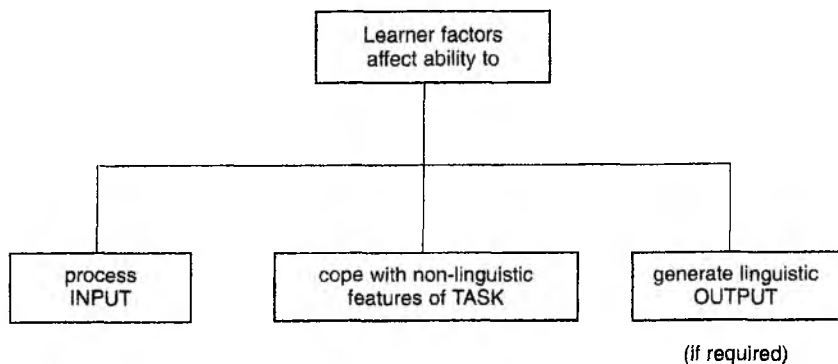 Learner factors
affect ability to
process
INPUT
cope with non-linguistic
features of TASK
generate linguistic
OUTPUT
(if required)